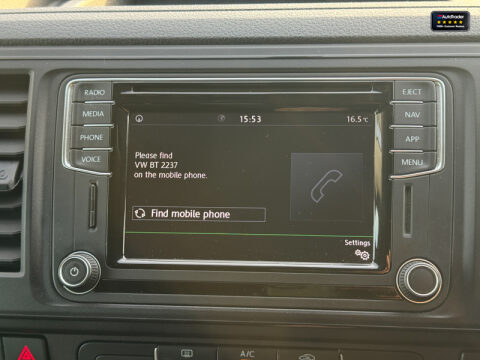 AutoTrader
RADIO
MEDIA
PHONE
VOICE
EJECT
NAV
APP
MENU
15:53
16.5°C
Please find
VW BT 2237
on the mobile phone.
Find mobile phone
Settings
A/C